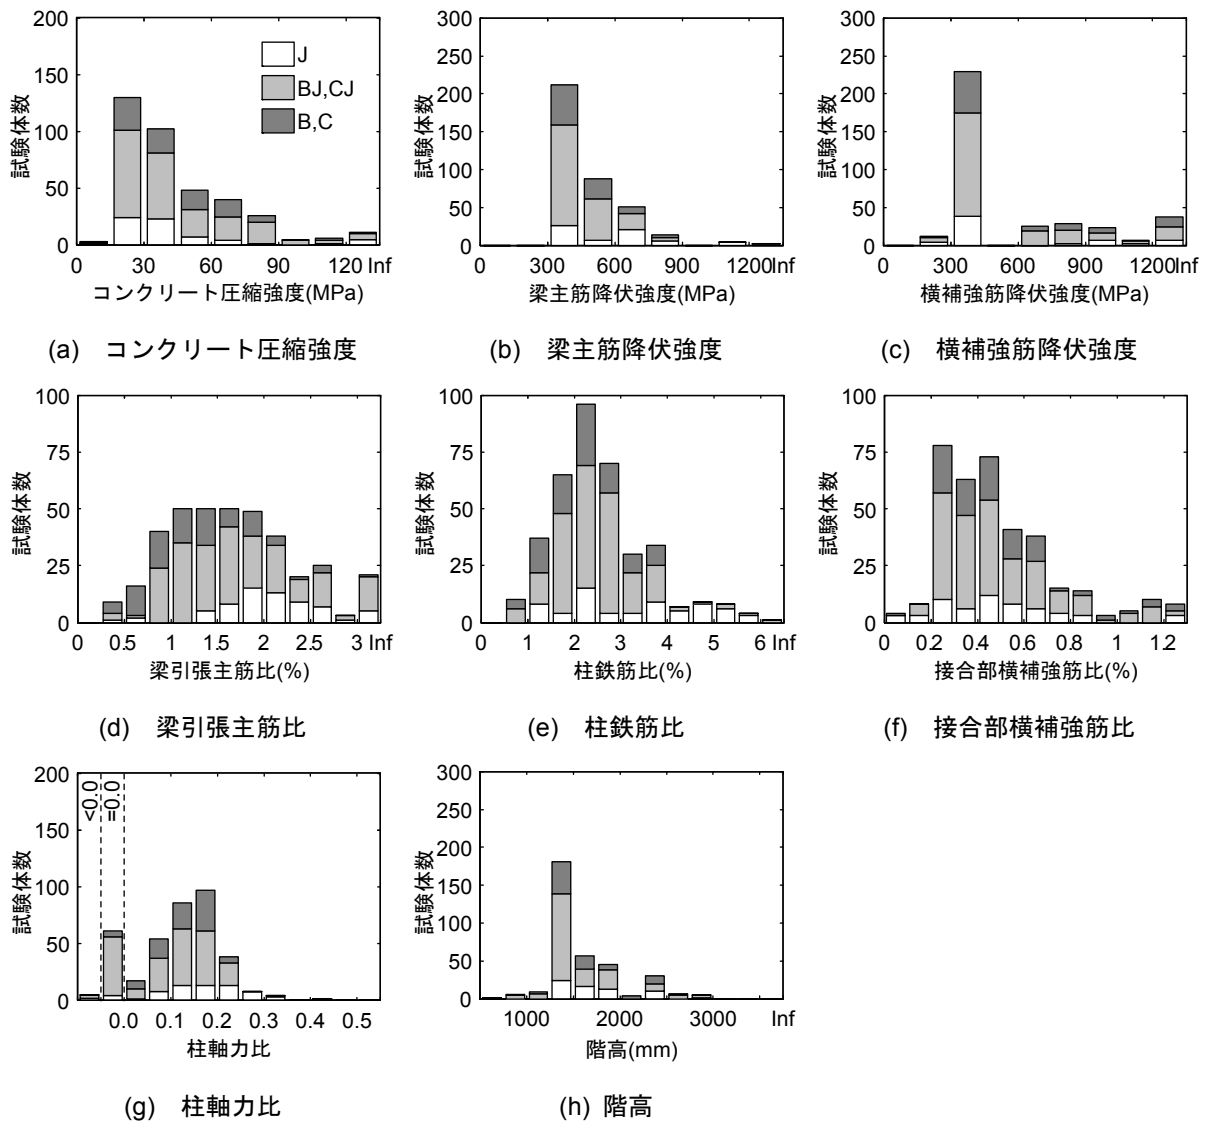 200
150
100
50
0
試験体数
J
BJ,CJ
B,C
0 30 60 90 120 Inf
コンクリート圧縮強度(MPa)
(a) コンクリート圧縮強度
300
250
200
150
100
50
0
試験体数
0 300 600 900 1200Inf
梁主筋降伏強度(MPa)
(b) 梁主筋降伏強度
300
250
200
150
100
50
0
試験体数
0 300 600 900 1200 Inf
横補強筋降伏強度(MPa)
(c) 横補強筋降伏強度
100
75
50
25
0
試験体数
0 0.5 1 1.5 2 2.5 3 Inf
梁引張主筋比(%)
(d) 梁引張主筋比
100
75
50
25
0
試験体数
0 1 2 3 4 5 6 Inf
柱鉄筋比(%)
(e) 柱鉄筋比
100
75
50
25
0
試験体数
0 0.2 0.4 0.6 0.8 1 1.2
接合部横補強筋比(%)
(f) 接合部横補強筋比
200
150
100
50
0
試験体数
<0.0
=0.0
0.0 0.1 0.2 0.3 0.4 0.5
柱軸力比
(g) 柱軸力比
300
250
200
150
100
50
0
試験体数
1000 2000 3000 Inf
階高(mm)
(h) 階高